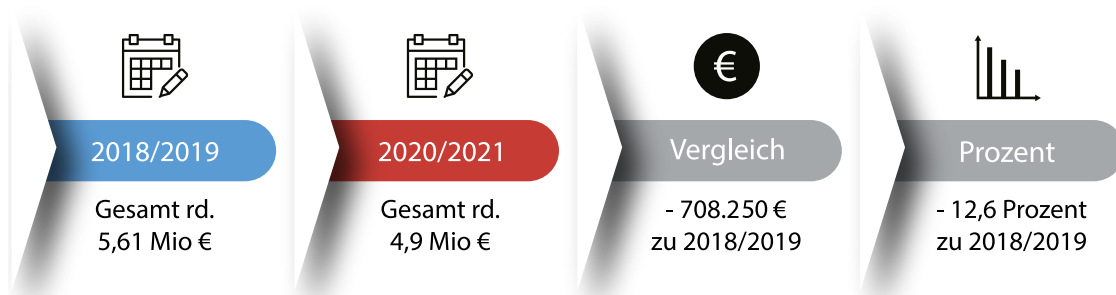 €
2018/2019
2020/2021
Vergleich
Prozent
Gesamt rd.
5,61 Mio €
Gesamt rd.
4,9 Mio €
- 708.250 €
zu 2018/2019
- 12,6 Prozent
zu 2018/2019